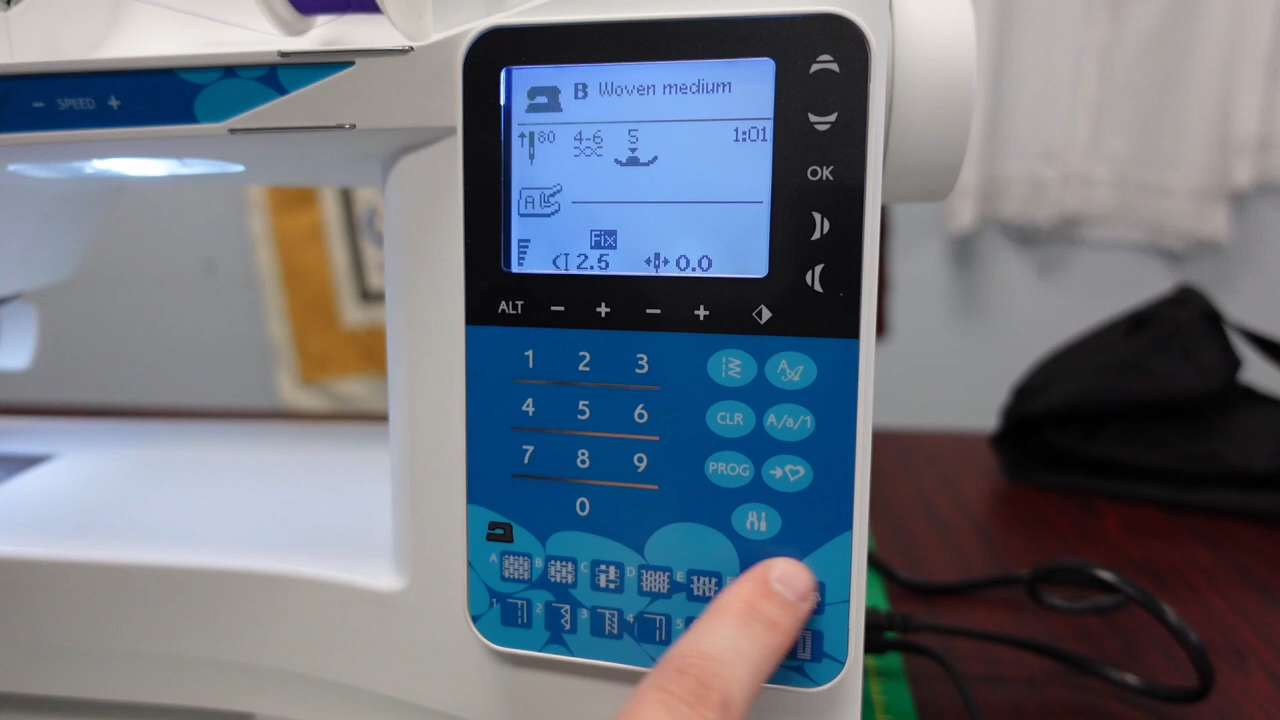 − SPEED +
B Woven medium
80 4-6 5 1:01
A
Fix
2.5 0.0
OK
ALT − + − +
1 2 3
4 5 6
7 8 9
0
A
CLR A/a/1
PROG
A B C D E
1 2 3 4 5